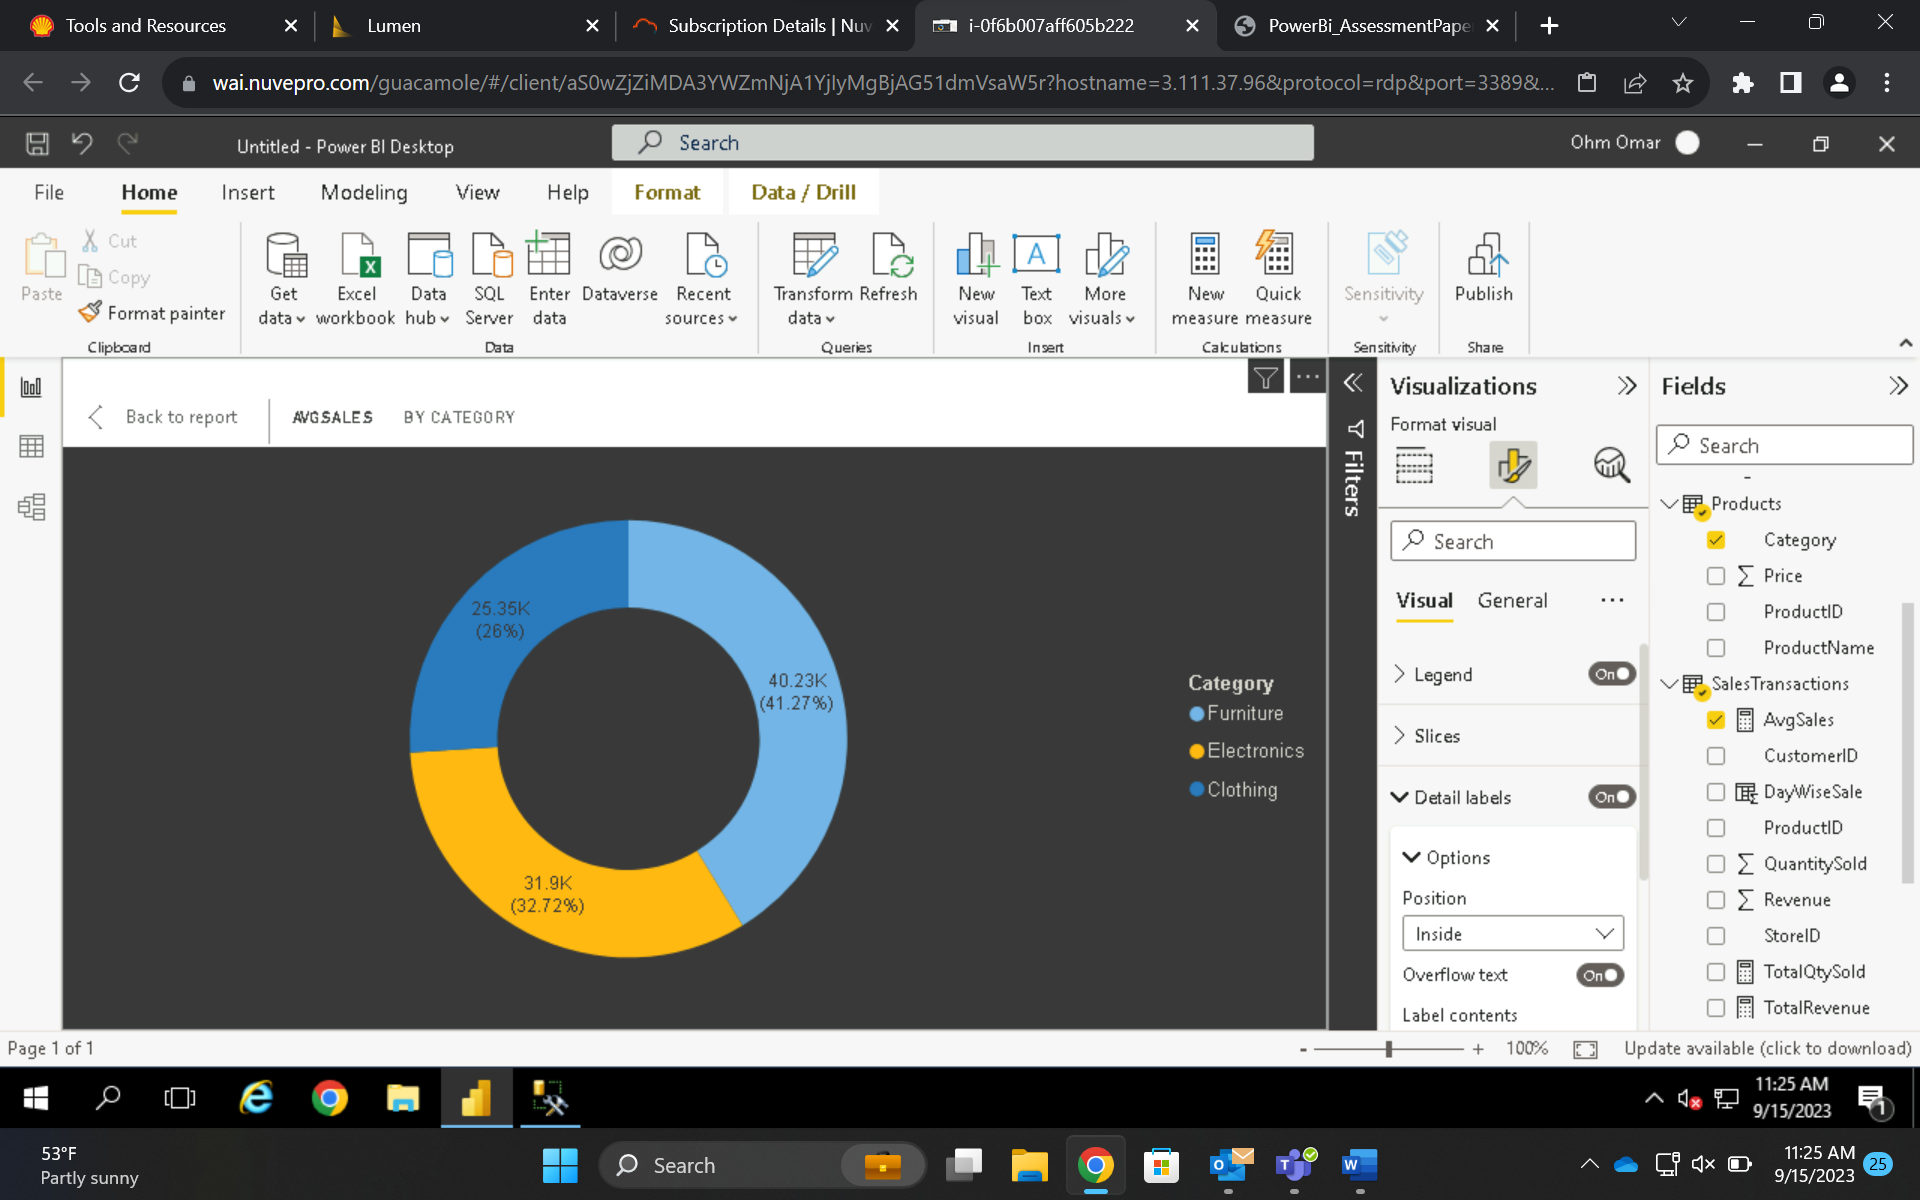 Tools and Resources
Lumen
Subscription Details | Nuv
i-0f6b007aff605b222
PowerBi_AssessmentPape
wai.nuvepro.com/guacamole/#/client/aS0wZjZiMDA3YWZmNjA1YjIyMgBjAG51dmVsaW5r?hostname=3.111.37.96&protocol=rdp&port=3389&...
Untitled - Power BI Desktop
Search
Ohm Omar
File
Home
Insert
Modeling
View
Help
Format
Data / Drill
Paste
Cut
Copy
Format painter
Clipboard
Get data
Excel workbook
Data hub
SQL Server
Enter data
Dataverse
Recent sources
Data
Transform data
Refresh
Queries
New visual
Text box
More visuals
Insert
New measure
Quick measure
Calculations
Sensitivity
Sensitivity
Publish
Share
Back to report
AVGSALES
BY CATEGORY
25.35K
(26%)
40.23K
(41.27%)
31.9K
(32.72%)
Category
Furniture
Electronics
Clothing
Filters
Visualizations
Format visual
Search
Visual
General
Legend
On
Slices
Detail labels
On
Options
Position
Inside
Overflow text
On
Label contents
Fields
Search
Products
Category
Price
ProductID
ProductName
SalesTransactions
AvgSales
CustomerID
DayWiseSale
ProductID
QuantitySold
Revenue
StoreID
TotalQtySold
TotalRevenue
Page 1 of 1
- + 100%
Update available (click to download)
11:25 AM
9/15/2023
1
53°F
Partly sunny
Search
11:25 AM
9/15/2023
25